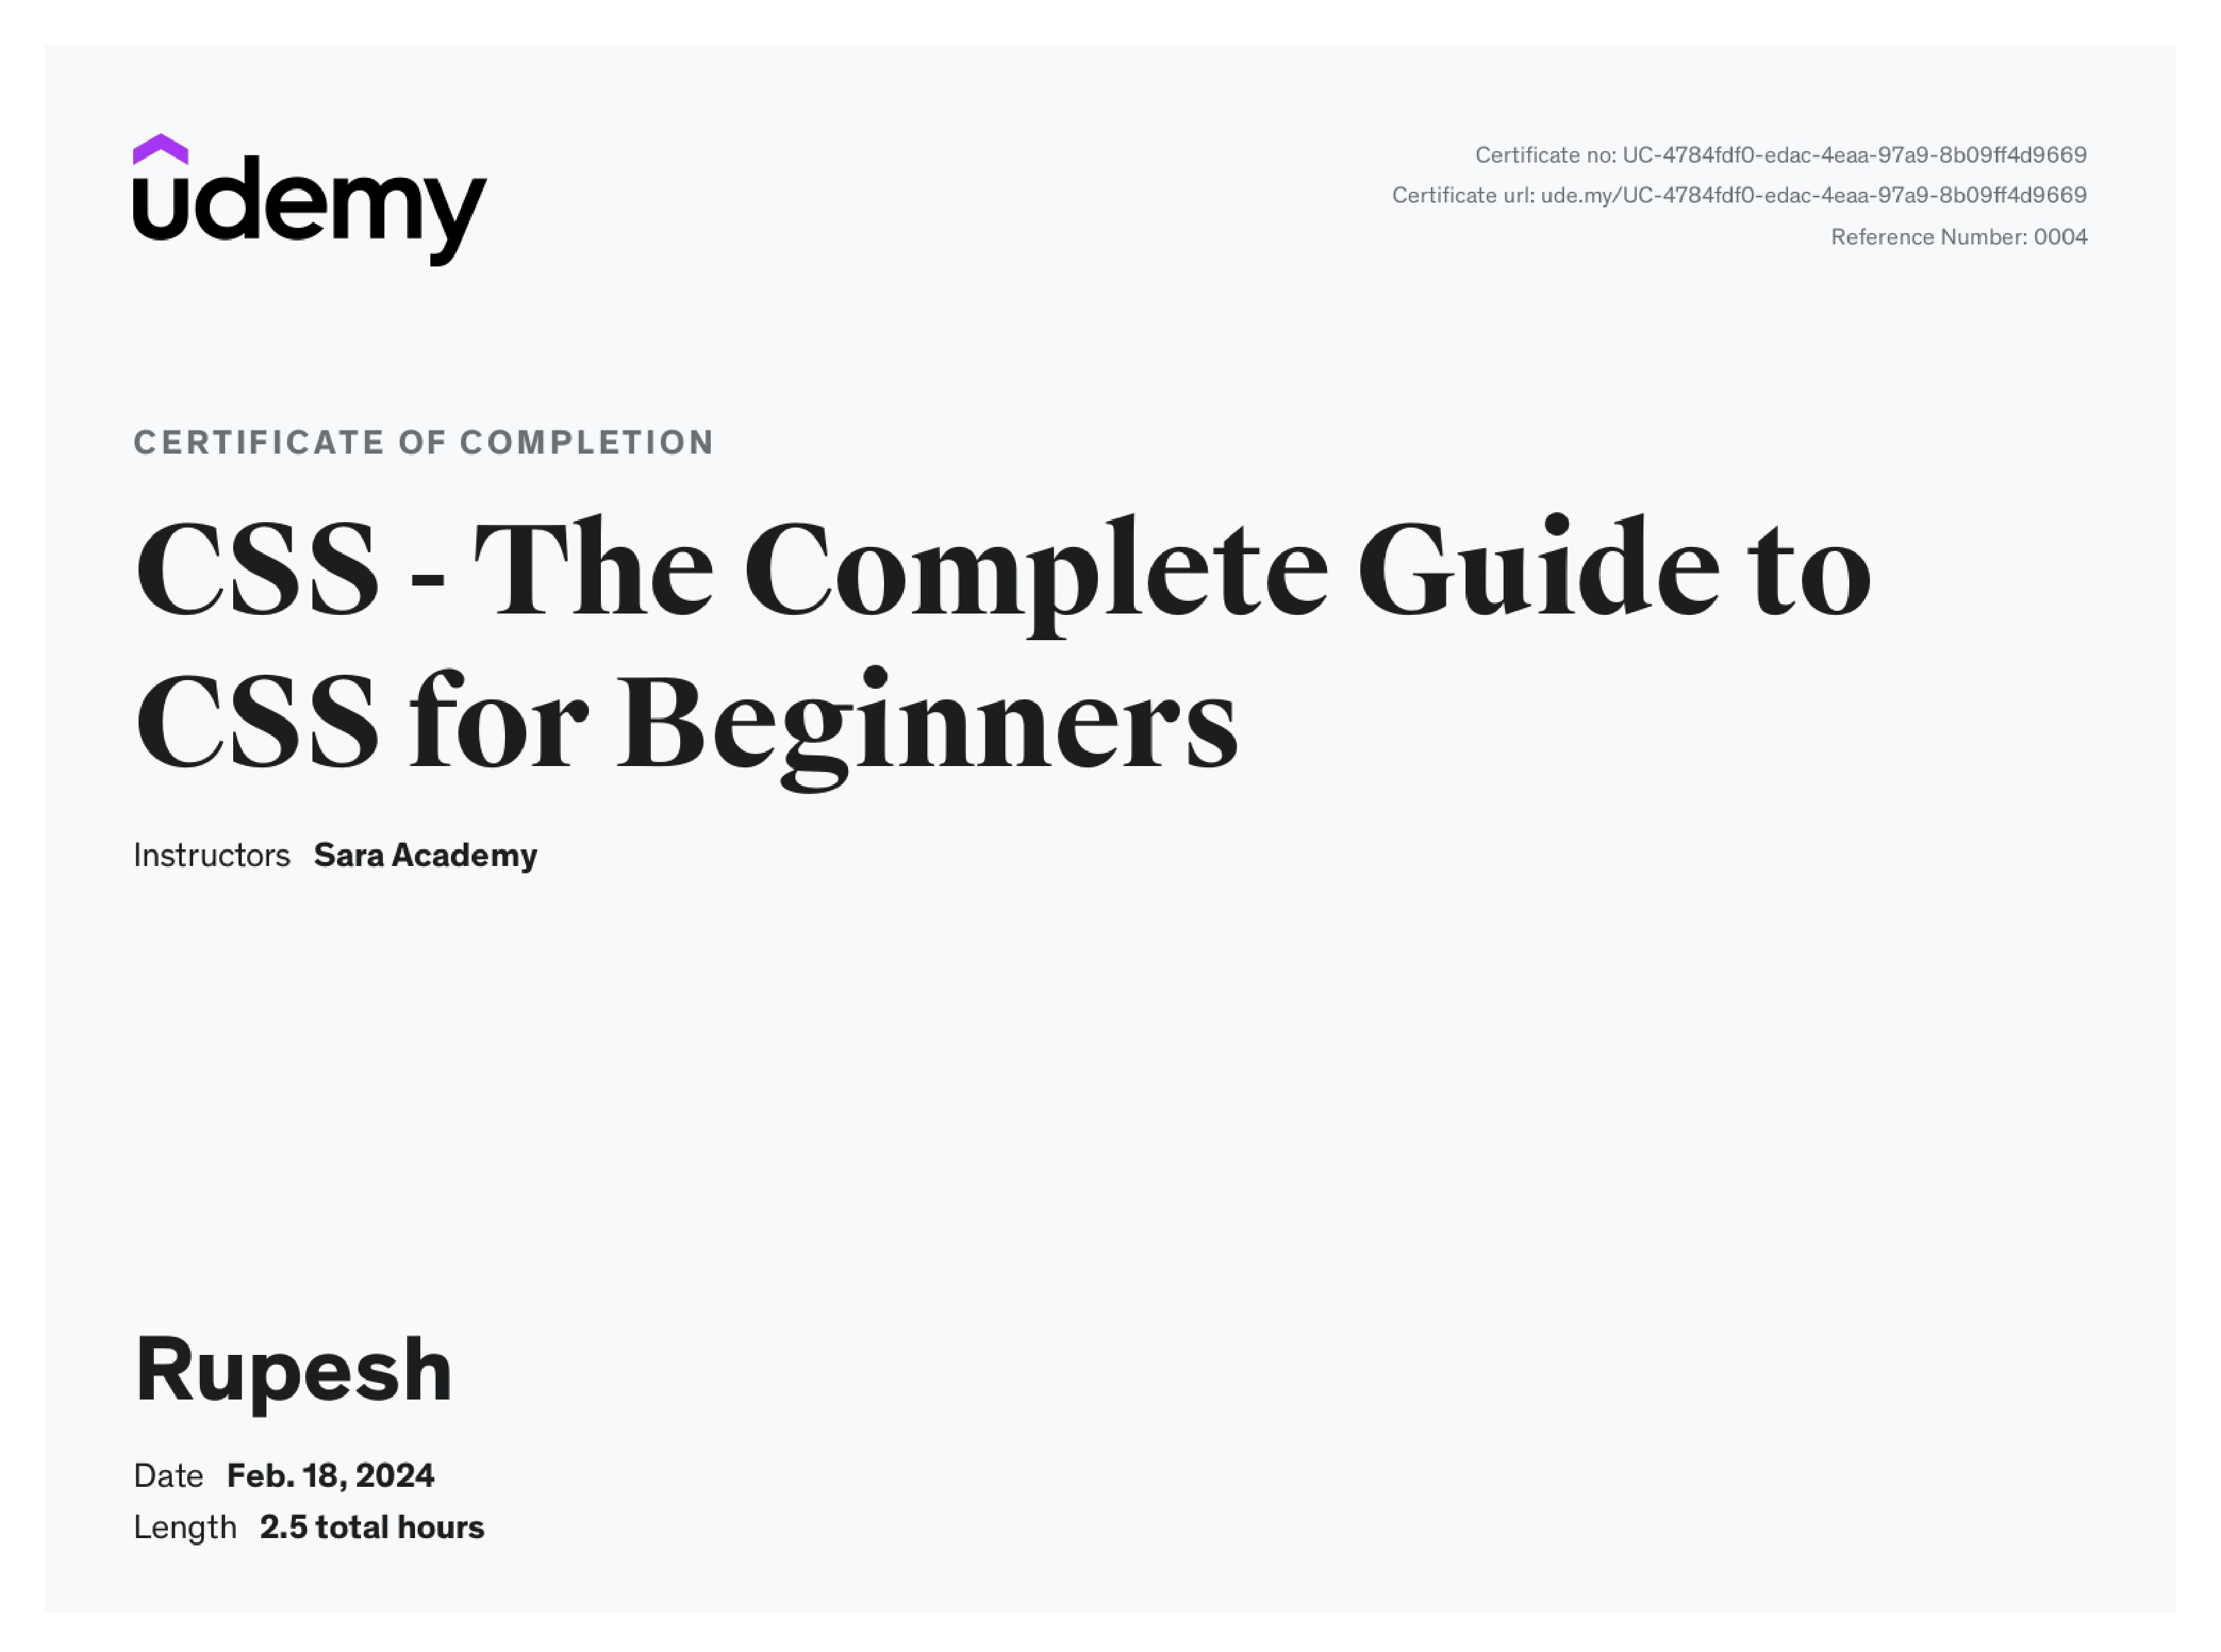 udemy
Certificate no: UC-4784fdf0-edac-4eaa-97a9-8b09ff4d9669
Certificate url: ude.my/UC-4784fdf0-edac-4eaa-97a9-8b09ff4d9669
Reference Number: 0004
CERTIFICATE OF COMPLETION
CSS - The Complete Guide to
CSS for Beginners
Instructors Sara Academy
Rupesh
Date Feb. 18, 2024
Length 2.5 total hours